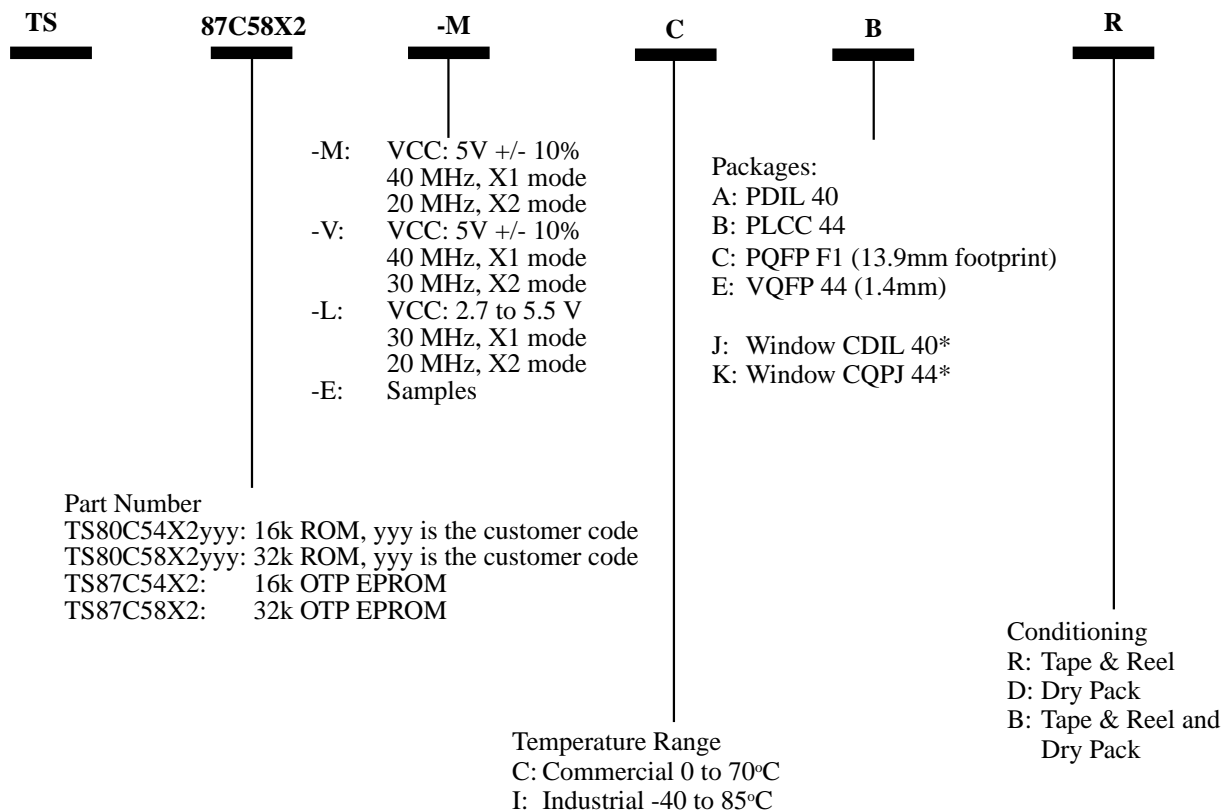 TS 87C58X2 -M C B R
-M: VCC: 5V +/- 10%
40 MHz, X1 mode
20 MHz, X2 mode
-V: VCC: 5V +/- 10%
40 MHz, X1 mode
30 MHz, X2 mode
-L: VCC: 2.7 to 5.5 V
30 MHz, X1 mode
20 MHz, X2 mode
-E: Samples
Packages:
A: PDIL 40
B: PLCC 44
C: PQFP F1 (13.9mm footprint)
E: VQFP 44 (1.4mm)
J: Window CDIL 40*
K: Window CQPJ 44*
Part Number
TS80C54X2yyy: 16k ROM, yyy is the customer code
TS80C58X2yyy: 32k ROM, yyy is the customer code
TS87C54X2: 16k OTP EPROM
TS87C58X2: 32k OTP EPROM
Conditioning
R: Tape & Reel
D: Dry Pack
B: Tape & Reel and
Dry Pack
Temperature Range
C: Commercial 0 to 70°C
I: Industrial -40 to 85°C